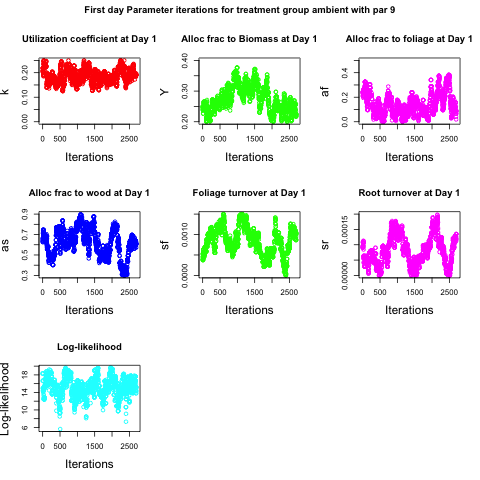 First day Parameter iterations for treatment group ambient with par 9
Utilization coefficient at Day 1
k
0.00 0.10 0.20
0 500 1500 2500
Iterations
Alloc frac to Biomass at Day 1
Y
0.20 0.30 0.40
0 500 1500 2500
Iterations
Alloc frac to foliage at Day 1
af
0.0 0.2 0.4
0 500 1500 2500
Iterations
Alloc frac to wood at Day 1
as
0.3 0.5 0.7 0.9
0 500 1500 2500
Iterations
Foliage turnover at Day 1
sf
0.0000 0.0010
0 500 1500 2500
Iterations
Root turnover at Day 1
sr
0.00000 0.00015
0 500 1500 2500
Iterations
Log-likelihood
Log-likelihood
6 10 14 18
0 500 1500 2500
Iterations